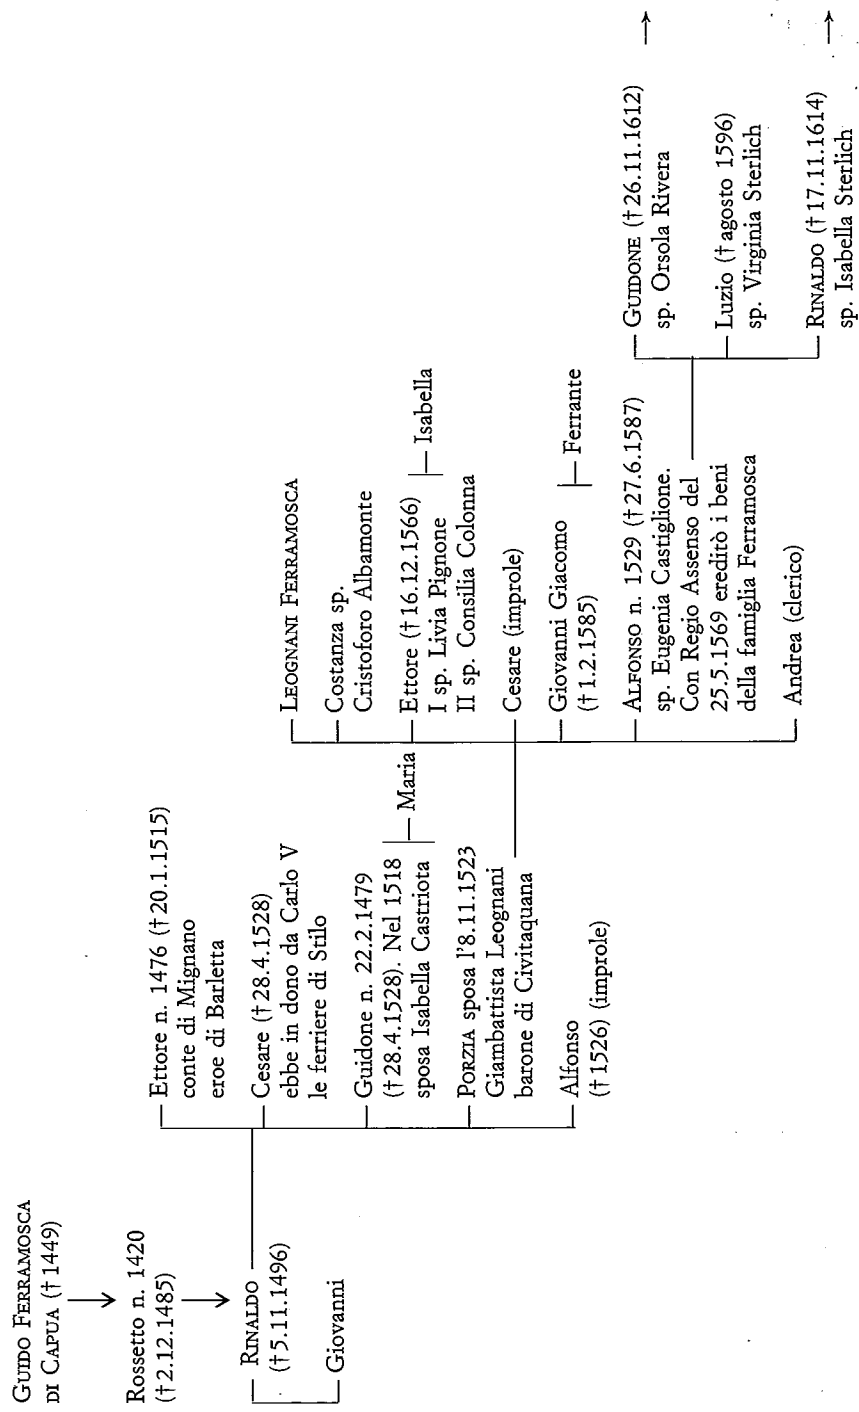 GUIDO FERRAMOSCA
DI CAPUA († 1449)
Rossetto n. 1420
(† 2.12.1485)
RINALDO
(† 5.11.1496)
Giovanni
Ettore n. 1476 († 20.1.1515)
conte di Mignano
eroe di Barletta
Cesare († 28.4.1528)
ebbe in dono da Carlo V
le ferriere di Stilo
Guidone n. 22.2.1479
(† 28.4.1528). Nel 1518
sposa Isabella Castriota
Maria
PORZIA sposa l'8.11.1523
Giambattista Leognani
barone di Civitaquana
Alfonso
(† 1526) (improle)
LEOGNANI FERRAMOSCA
Costanza sp.
Cristoforo Albamonte
Ettore († 16.12.1566)
I sp. Livia Pignone
II sp. Consilia Colonna
Isabella
Cesare (improle)
Giovanni Giacomo
(† 1.2.1585)
Ferrante
ALFONSO n. 1529 († 27.6.1587)
sp. Eugenia Castiglione.
Con Regio Assenso del
25.5.1569 ereditò i beni
della famiglia Ferramosca
Andrea (clerico)
GUIDONE († 26.11.1612)
sp. Orsola Rivera
Luzio († agosto 1596)
sp. Virginia Sterlich
RINALDO († 17.11.1614)
sp. Isabella Sterlich